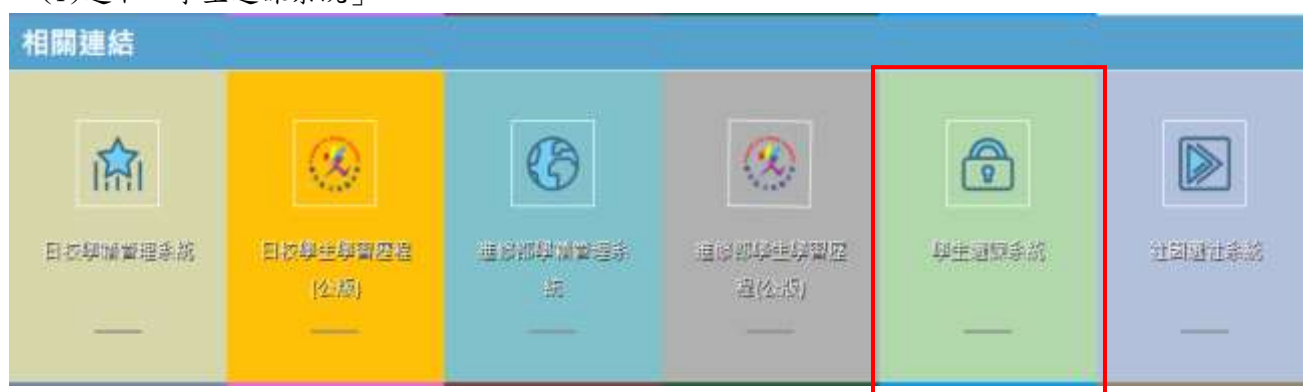 相關連結
日校學輔管理系統
日校學生學習歷程
(公版)
進修部學輔管理系
統
進修部學生學習歷
程(公版)
學生選課系統
社團選社系統